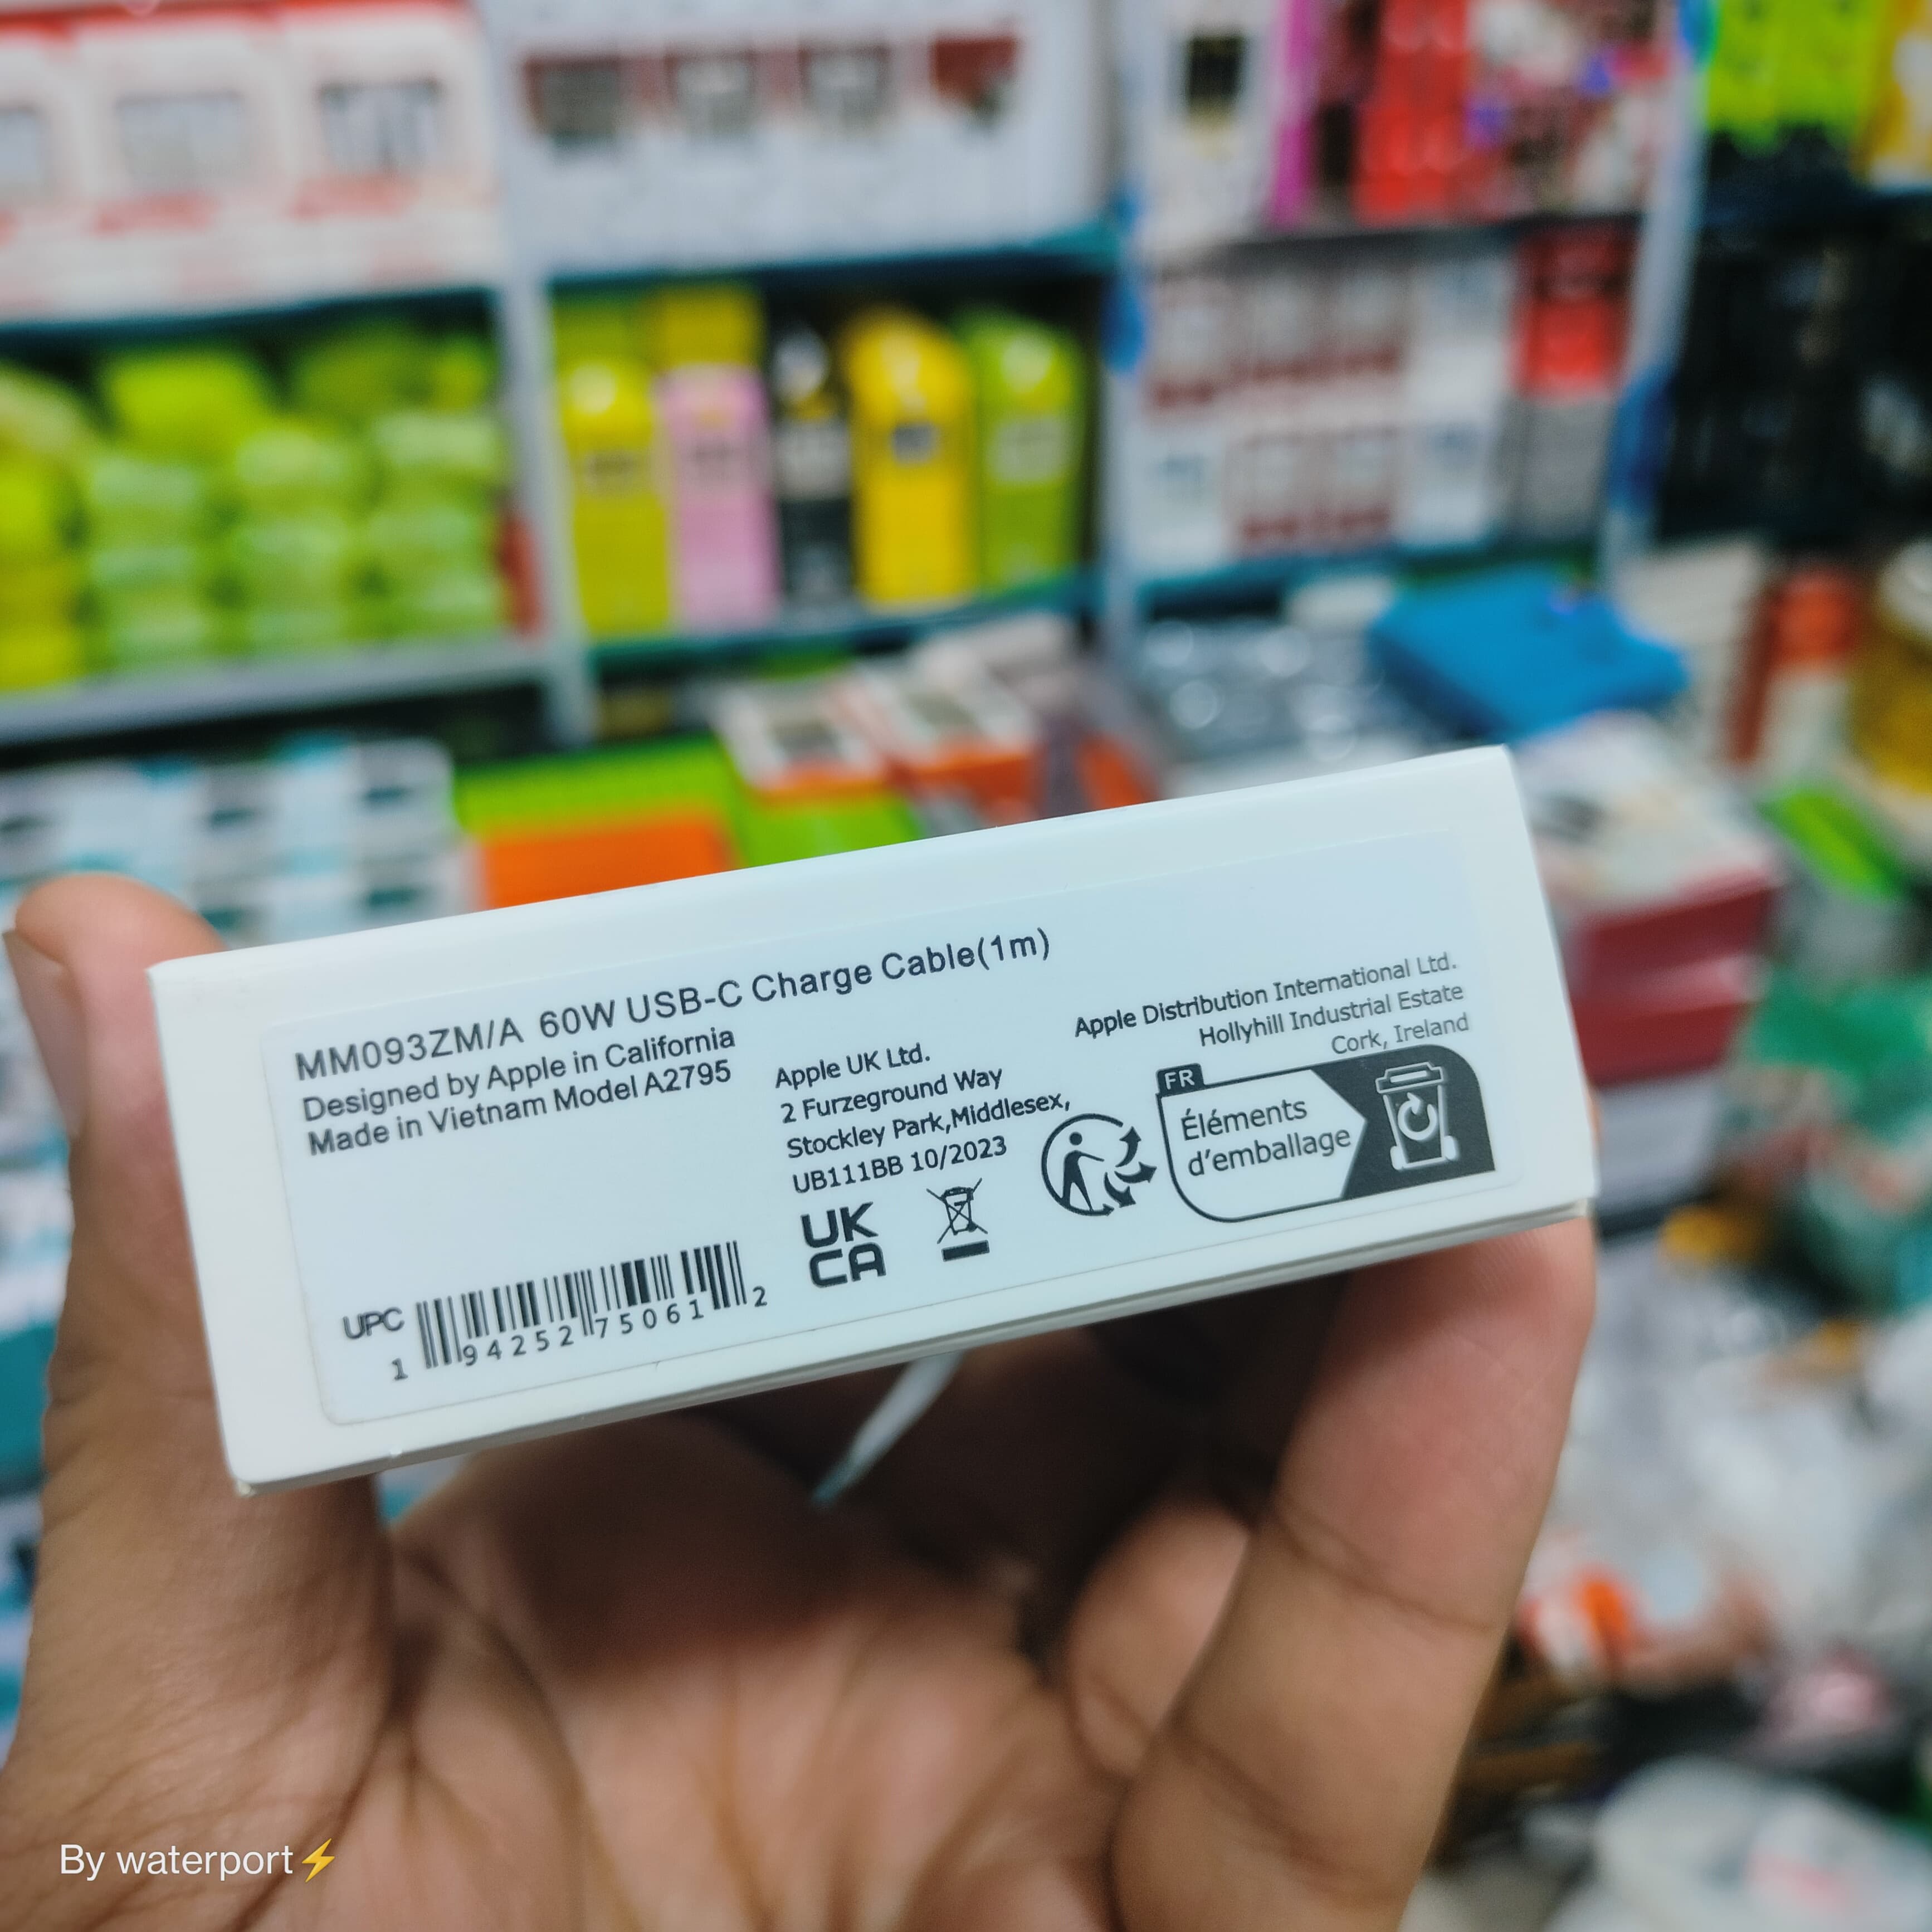 MM093ZM/A 60W USB-C Charge Cable(1m)
Designed by Apple in California
Made in Vietnam Model A2795
Apple UK Ltd.
2 Furzeground Way
Stockley Park,Middlesex,
UB111BB 10/2023
Apple Distribution International Ltd.
Hollyhill Industrial Estate
Cork, Ireland
FR
Éléments
d'emballage
UK
CA
UPC
1 94252 75061 2
By waterport⚡